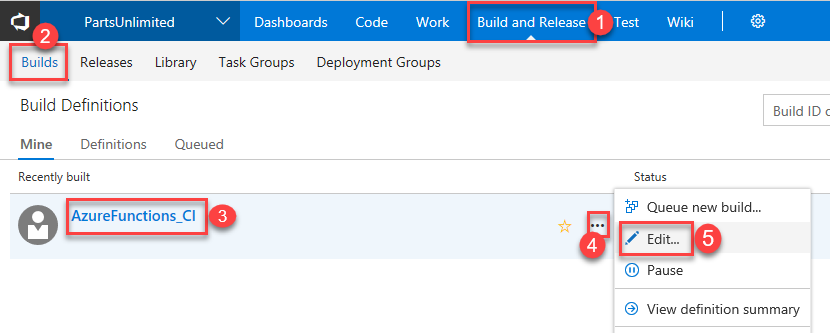 PartsUnlimited Dashboards Code Work Build and Release 1 Test Wiki
2
Builds Releases Library Task Groups Deployment Groups
Build Definitions
Build ID
Mine Definitions Queued
Recently built Status
AzureFunctions_CI 3
Queue new build...
4
Edit... 5
Pause
View definition summary